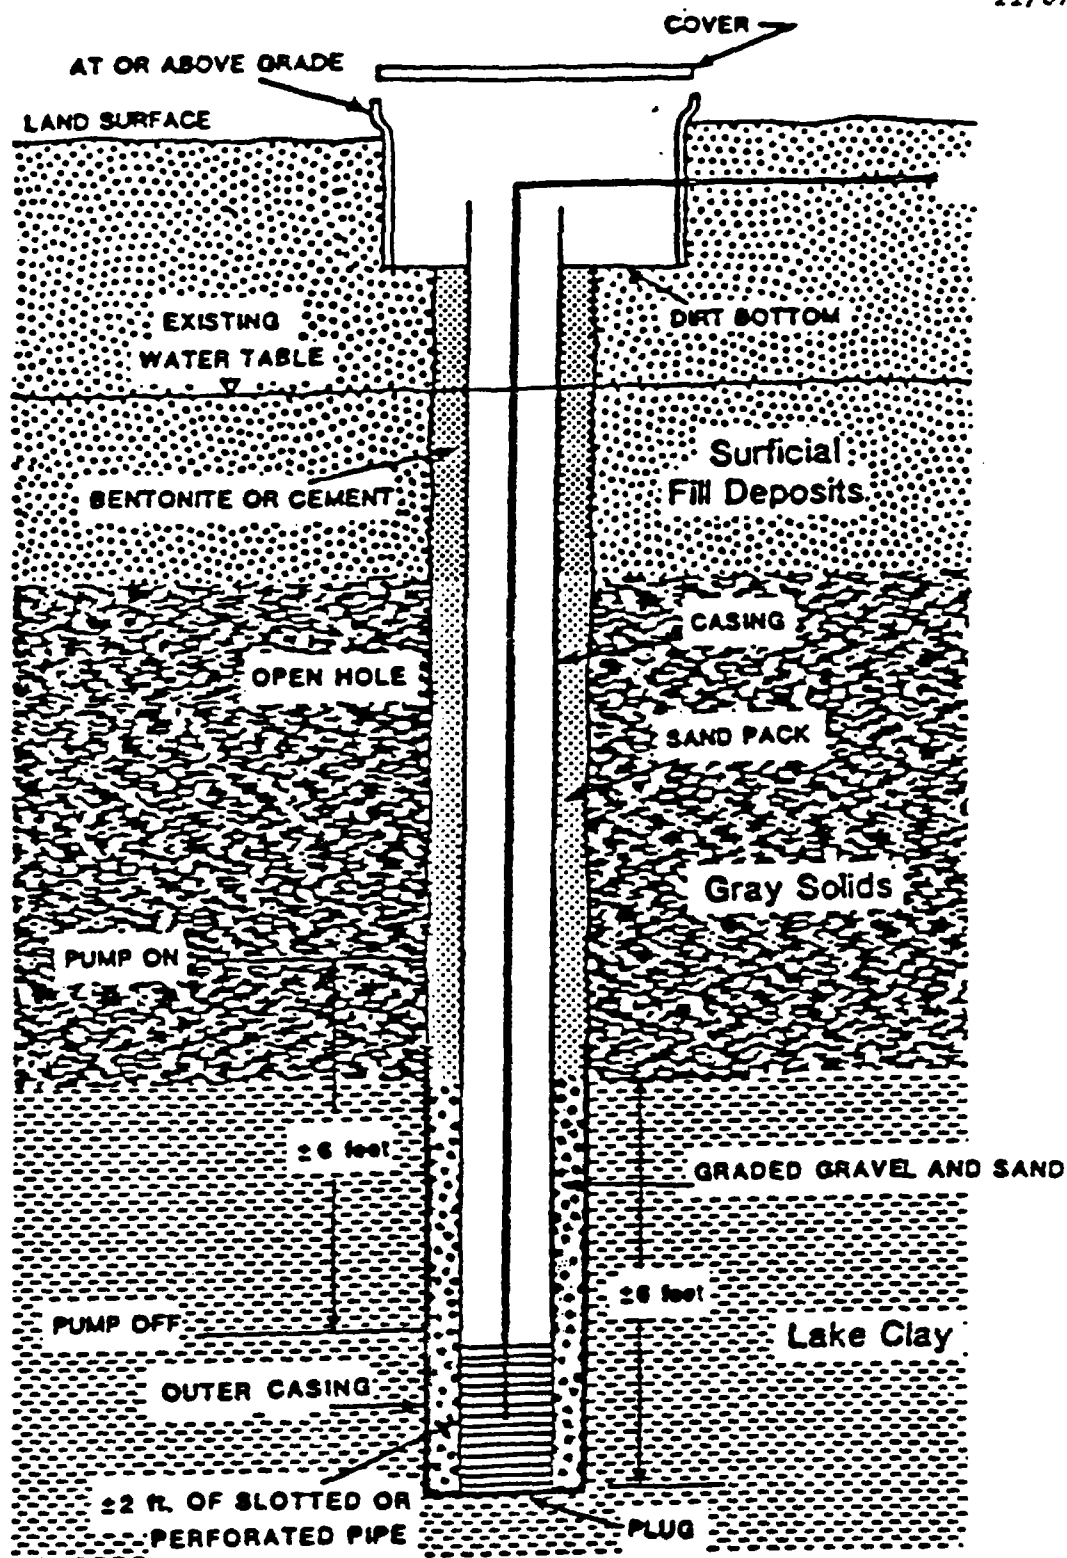 COVER
AT OR ABOVE GRADE
LAND SURFACE
DIRT BOTTOM
EXISTING
WATER TABLE
Surficial
Fill Deposits
BENTONITE OR CEMENT
CASING
OPEN HOLE
SAND PACK
Gray Solids
PUMP ON
±6 feet
GRADED GRAVEL AND SAND
±6 feet
PUMP OFF
Lake Clay
OUTER CASING
±2 ft. OF SLOTTED OR
PERFORATED PIPE
PLUG